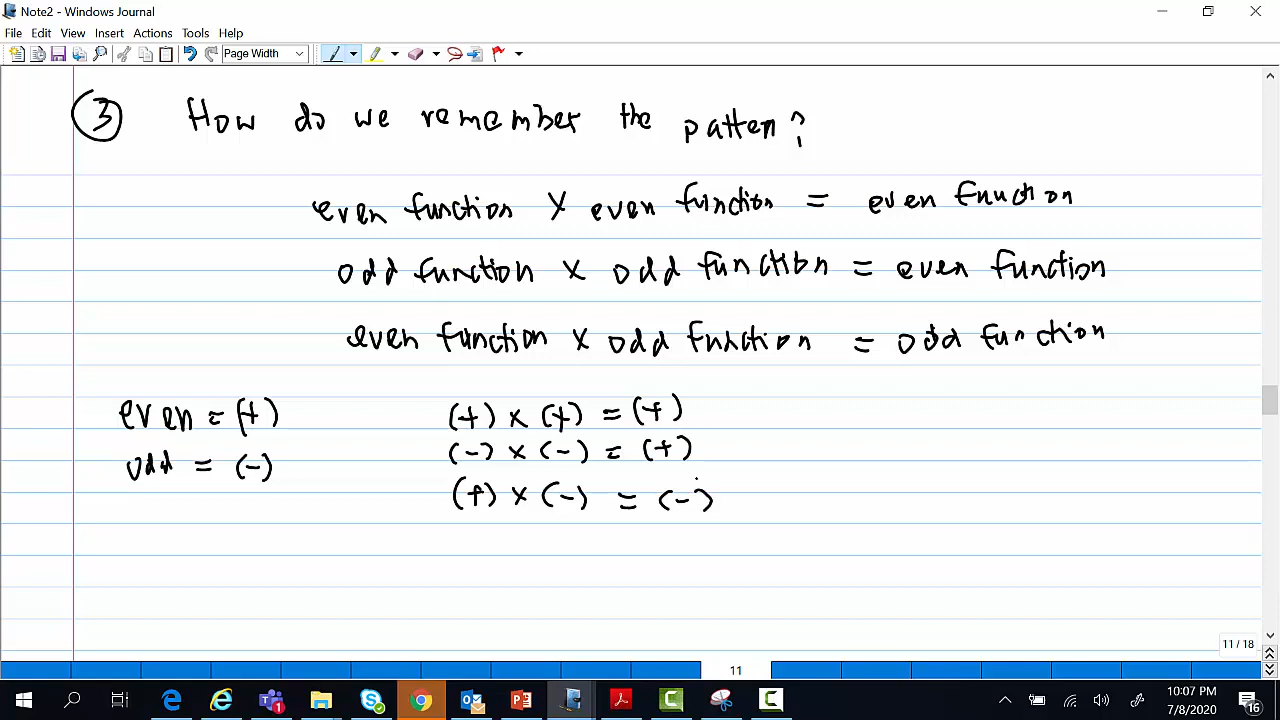 Note2 - Windows Journal
File Edit View Insert Actions Tools Help
Page Width
3 How do we remember the pattern?
even function × even function = even function
odd function × odd function = even function
even function × odd function = odd function
even = (+) (+) × (+) = (+)
odd = (-) (-) × (-) = (+)
(+) × (-) = (-)
11 / 18
11
10:07 PM
7/8/2020
16